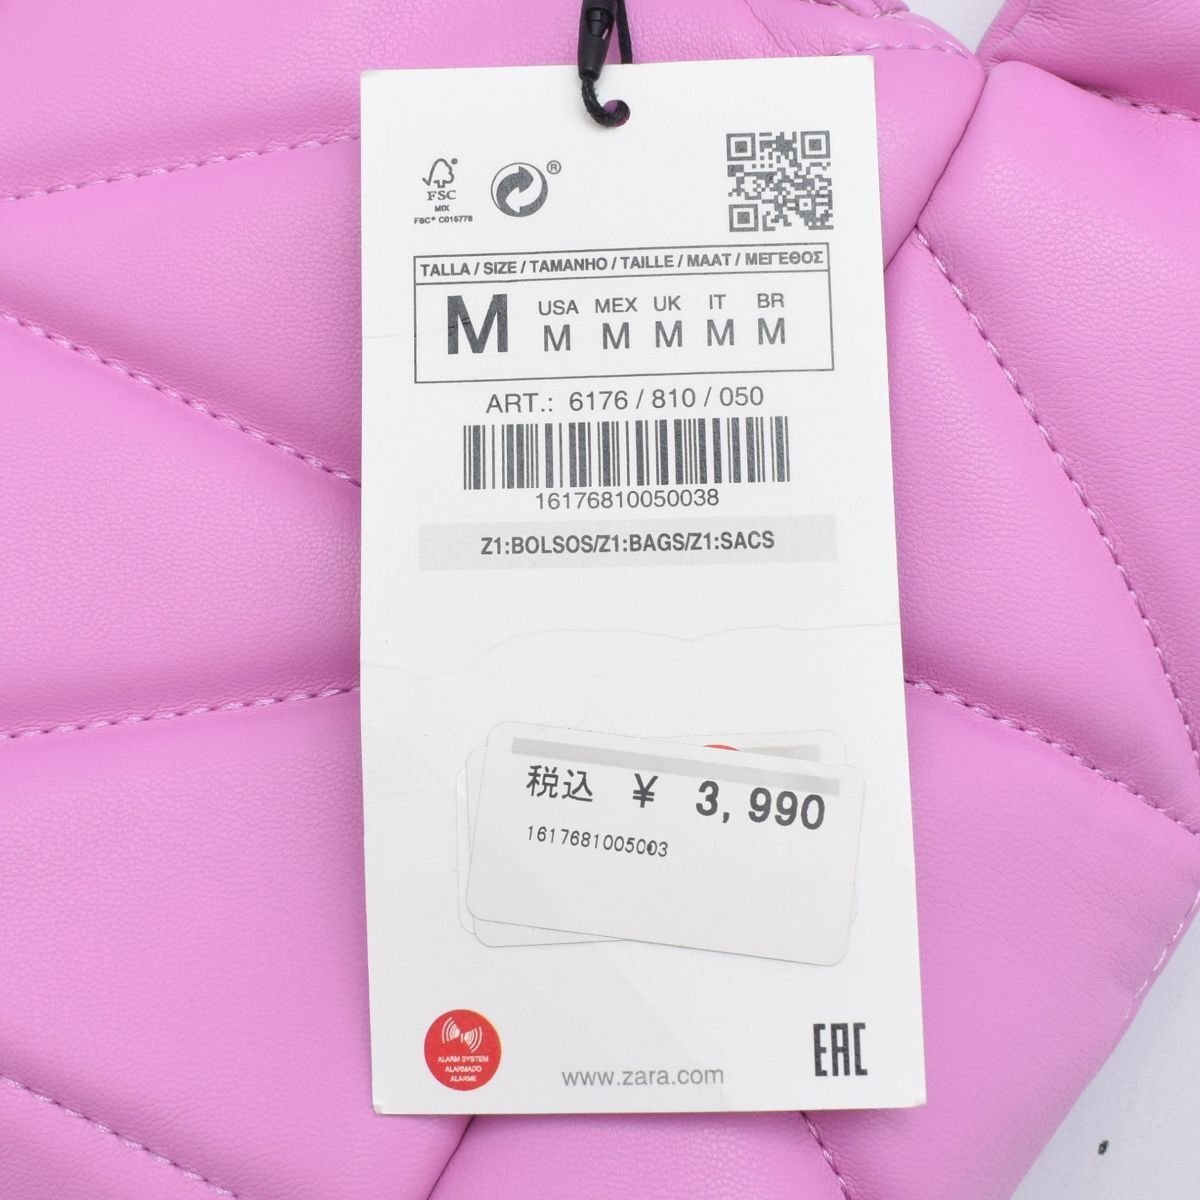 ®
FSC
MIX
FSC® C015778
TALLA / SIZE / TAMANHO / TAILLE / MAAT / ΜΕΓΕΘΟΣ
M
USA MEX UK IT BR
M M M M M
ART.: 6176 / 810 / 050
16176810050038
Z1:BOLSOS/Z1:BAGS/Z1:SACS
税込 ¥ 3,990
1617681005003
ALARM SYSTEM
ALARMADO
ALARME
www.zara.com
EAC